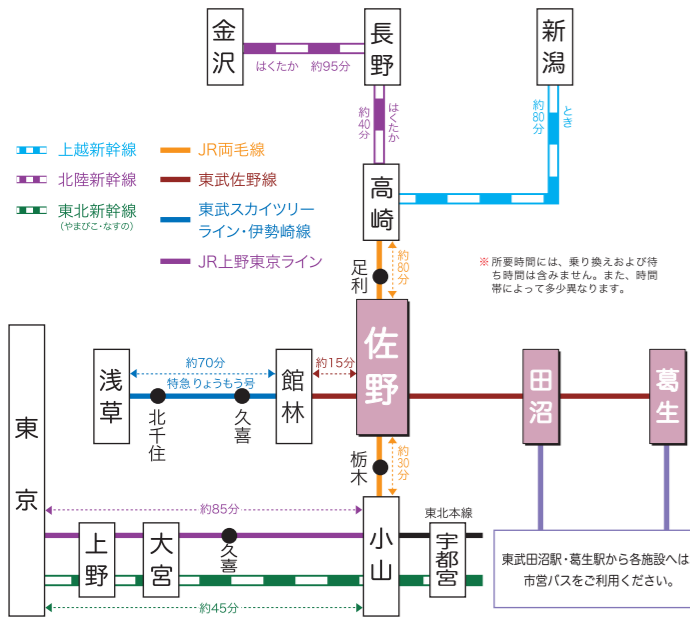 金沢
長野
新潟
はくたか 約95分
約40分
はくたか
約80分
とき
上越新幹線
北陸新幹線
東北新幹線
(やまびこ・なすの)
JR両毛線
東武佐野線
東武スカイツリー
ライン・伊勢崎線
JR上野東京ライン
高崎
足利
約80分
※所要時間には、乗り換えおよび待
ち時間は含みません。また、時間
帯によって多少異なります。
佐野
東京
浅草
約70分
特急りょうもう号
北千住
久喜
館林
約15分
田沼
葛生
栃木
約30分
約85分
上野
大宮
久喜
小山
東北本線
宇都宮
約45分
東武田沼駅・葛生駅から各施設へは
市営バスをご利用ください。